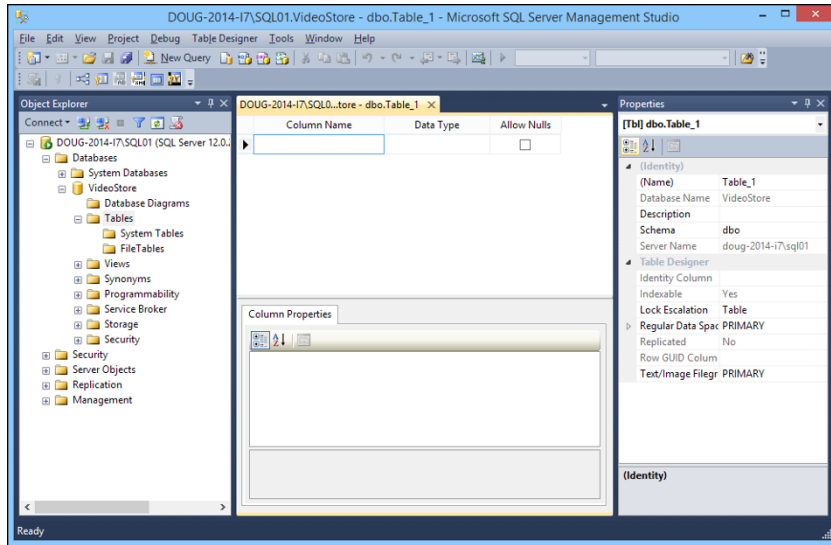 DOUG-2014-I7\SQL01.VideoStore - dbo.Table_1 - Microsoft SQL Server Management Studio
File Edit View Project Debug Table Designer Tools Window Help
New Query
Object Explorer
Connect
DOUG-2014-I7\SQL01 (SQL Server 12.0.
Databases
System Databases
VideoStore
Database Diagrams
Tables
System Tables
FileTables
Views
Synonyms
Programmability
Service Broker
Storage
Security
Security
Server Objects
Replication
Management
DOUG-2014-I7\SQL0...tore - dbo.Table_1
Column Name Data Type Allow Nulls
Column Properties
Properties
[Tbl] dbo.Table_1
(Identity)
(Name) Table_1
Database Name VideoStore
Description
Schema dbo
Server Name doug-2014-i7\sql01
Table Designer
Identity Column
Indexable Yes
Lock Escalation Table
Regular Data Spac PRIMARY
Replicated No
Row GUID Colum
Text/Image Filegr PRIMARY
(Identity)
Ready